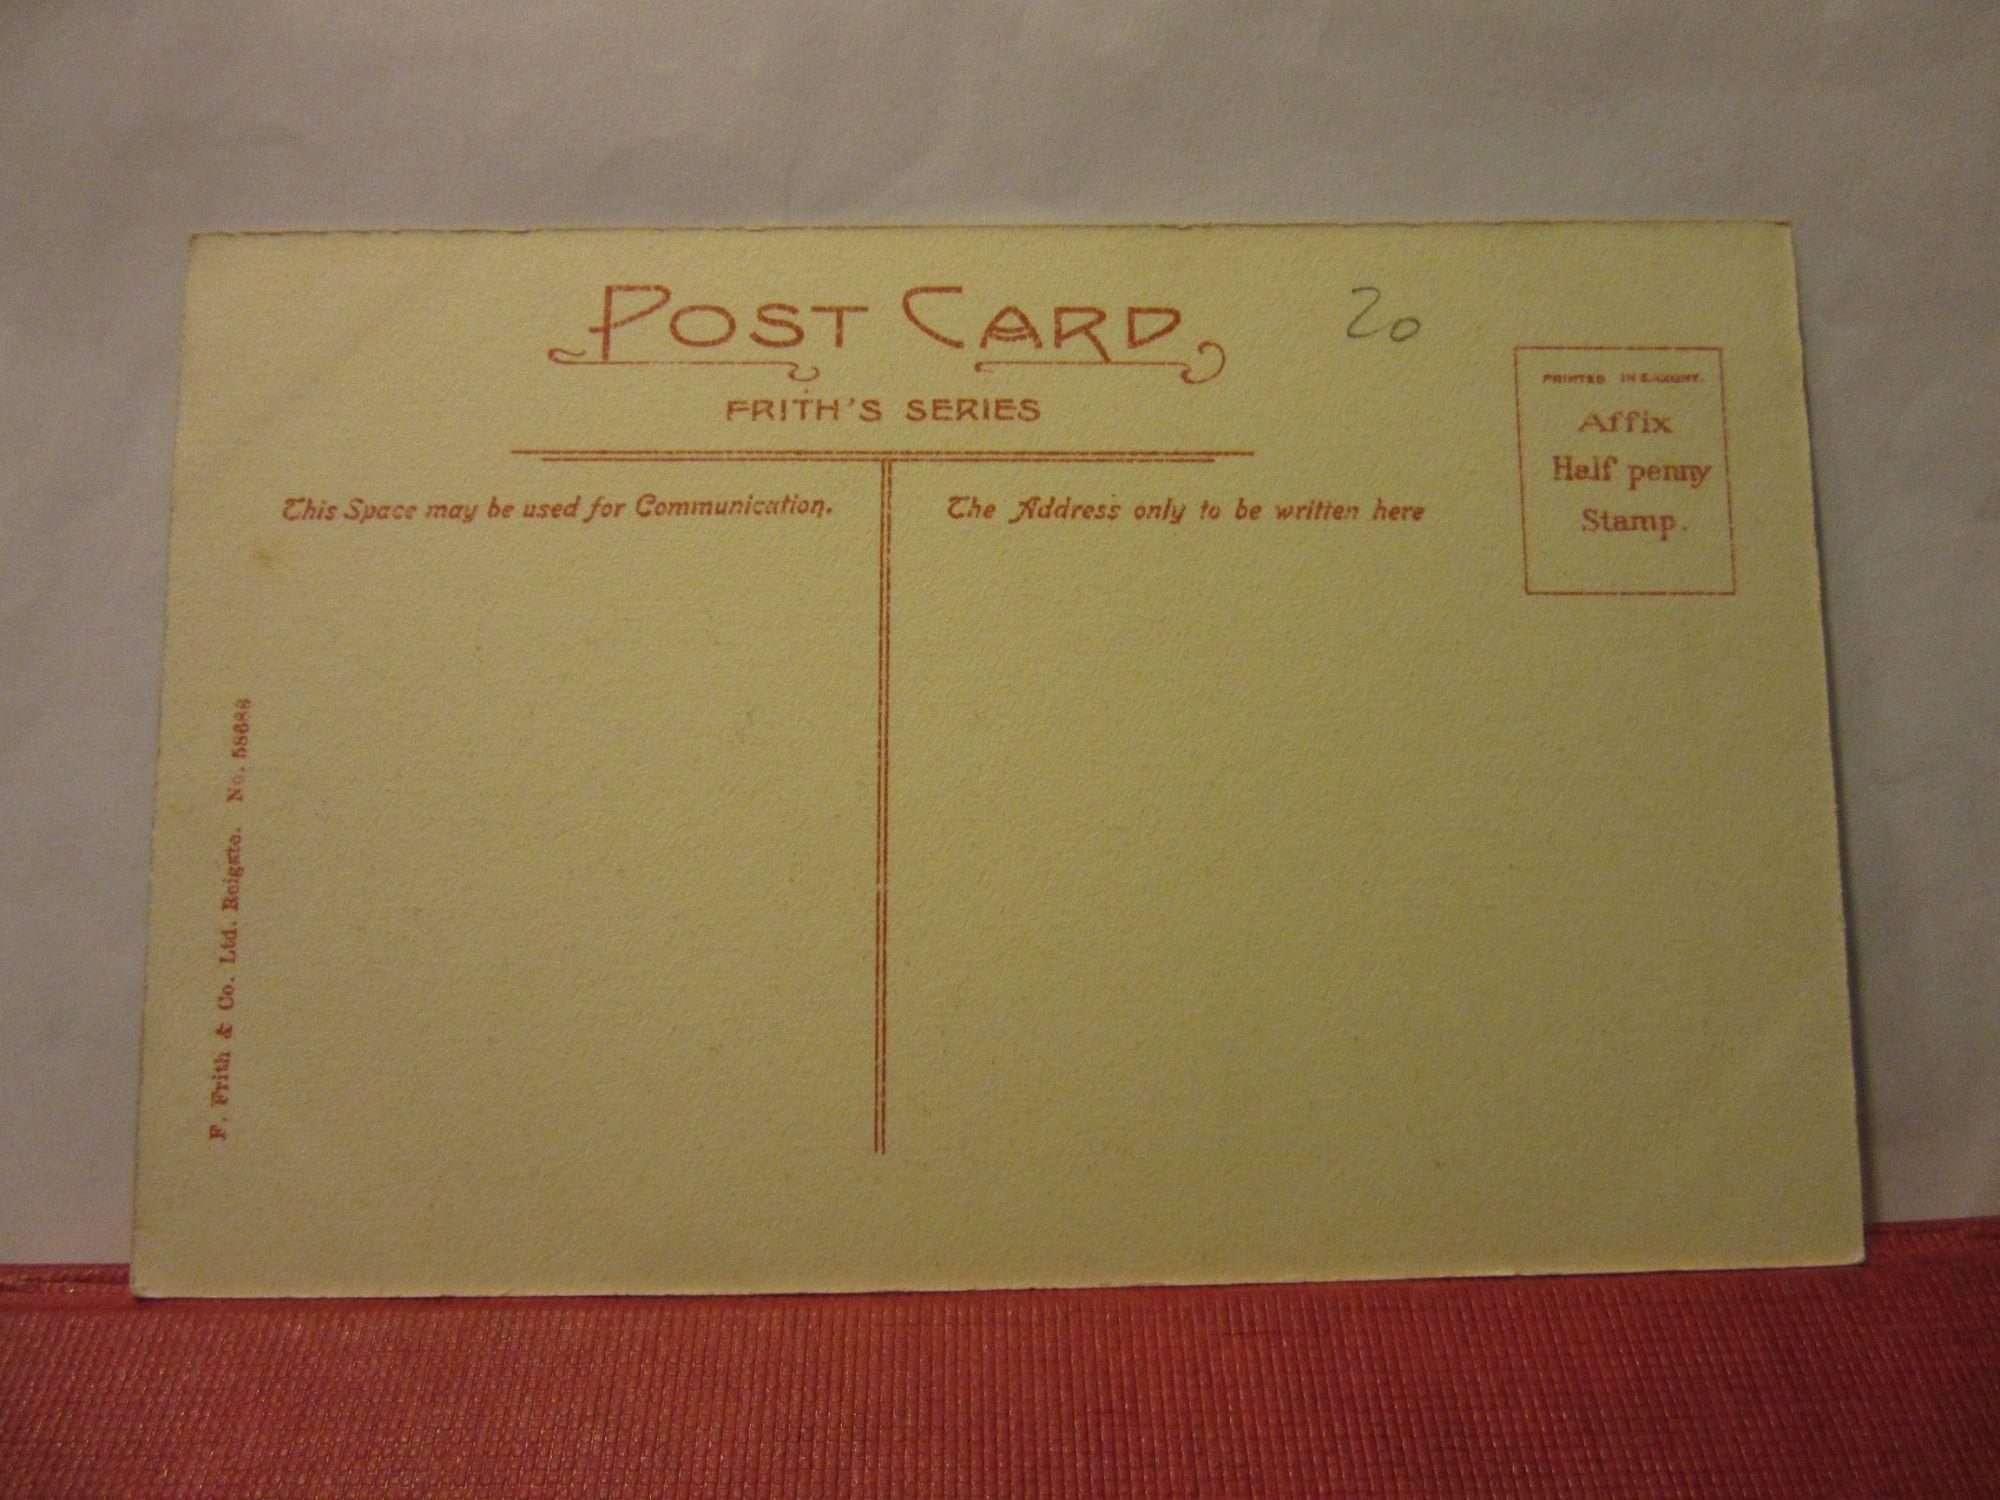 POST CARD
20
FRITH'S SERIES
PRINTED IN SAXONY.
Affix
Half penny
Stamp.
This Space may be used for Communication.
The Address only to be written here
F. Frith & Co. Ltd. Reigate. No. 58688